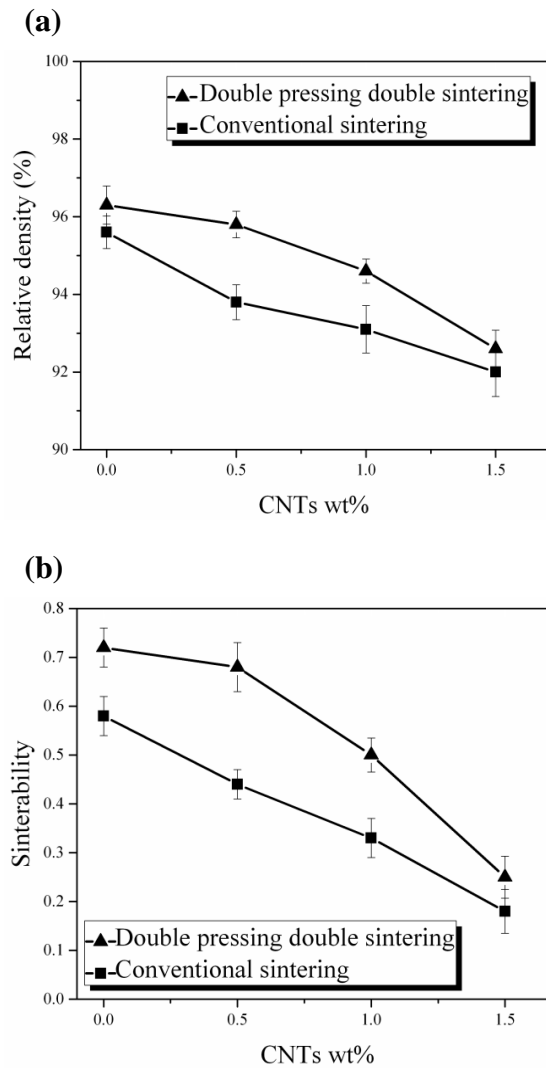 (a)
100
98
96
94
92
90
Relative density (%)
Double pressing double sintering
Conventional sintering
0.0 0.5 1.0 1.5
CNTs wt%
(b)
0.8
0.7
0.6
0.5
0.4
0.3
0.2
0.1
0.0
Sinterability
Double pressing double sintering
Conventional sintering
0.0 0.5 1.0 1.5
CNTs wt%